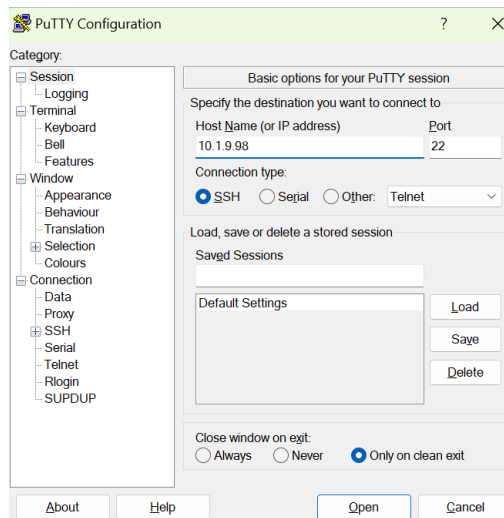 PuTTY Configuration ? X
Category:
Session
Logging
Terminal
Keyboard
Bell
Features
Window
Appearance
Behaviour
Translation
Selection
Colours
Connection
Data
Proxy
SSH
Serial
Telnet
Rlogin
SUPDUP
Basic options for your PuTTY session
Specify the destination you want to connect to
Host Name (or IP address) Port
10.1.9.98 22
Connection type:
SSH Serial Other: Telnet
Load, save or delete a stored session
Saved Sessions
Default Settings
Load
Save
Delete
Close window on exit:
Always Never Only on clean exit
About Help Open Cancel